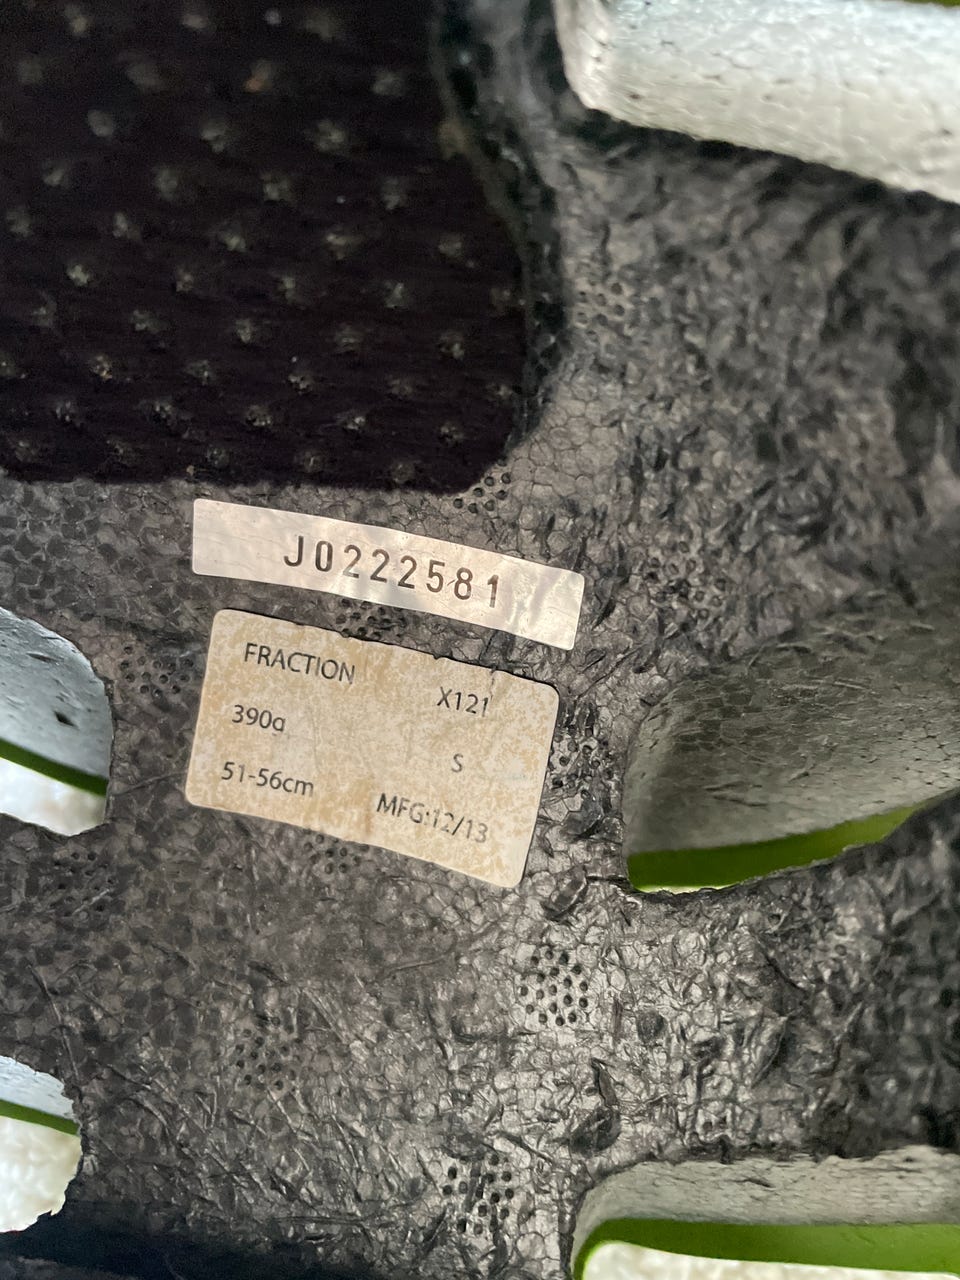 J0222581
FRACTION X121
390g S
51-56cm MFG:12/13